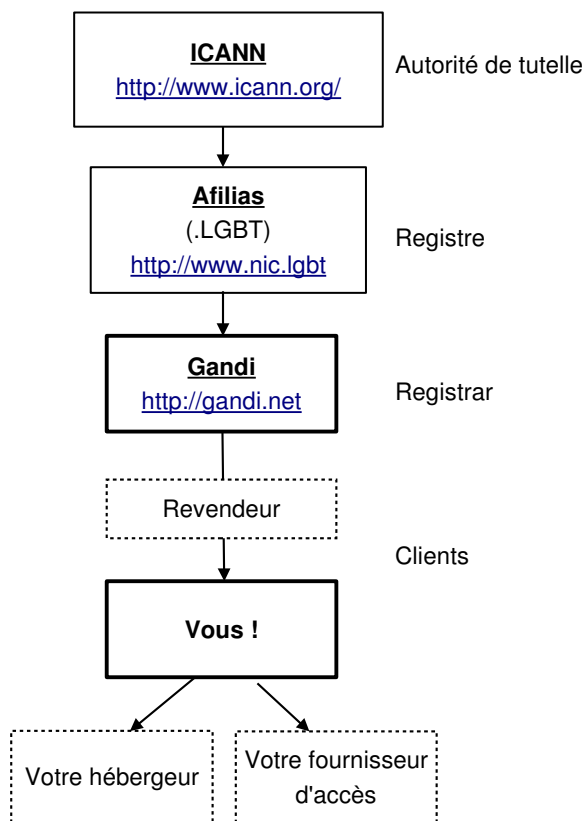 ICANN
http://www.icann.org/
Autorité de tutelle
Afilias
(.LGBT)
http://www.nic.lgbt
Registre
Gandi
http://gandi.net
Registrar
Revendeur
Clients
Vous !
Votre hébergeur
Votre fournisseur
d'accès